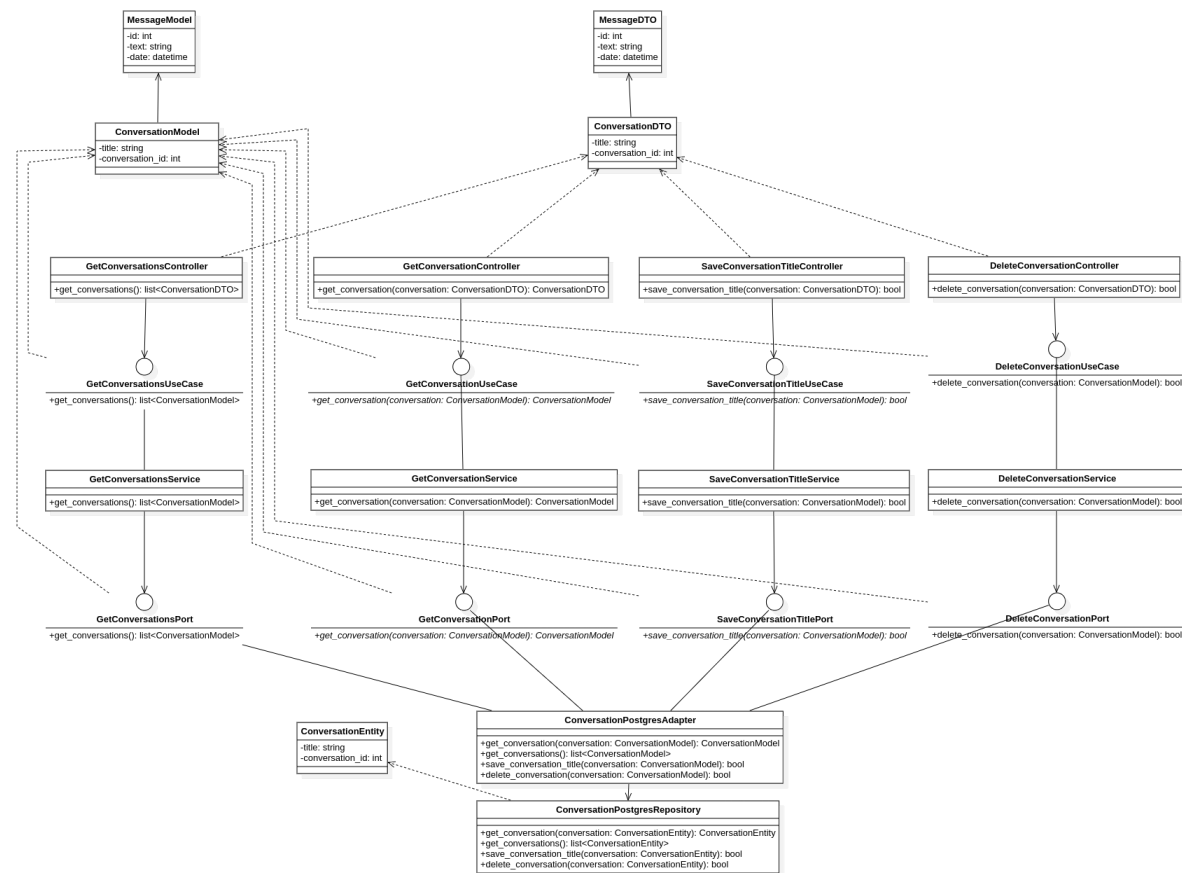 MessageModel
-id: int
-text: string
-date: datetime
MessageDTO
-id: int
-text: string
-date: datetime
ConversationModel
-title: string
-conversation_id: int
ConversationDTO
-title: string
-conversation_id: int
GetConversationsController
+get_conversations(): list<ConversationDTO>
GetConversationController
+get_conversation(conversation: ConversationDTO): ConversationDTO
SaveConversationTitleController
+save_conversation_title(conversation: ConversationDTO): bool
DeleteConversationController
+delete_conversation(conversation: ConversationDTO): bool
GetConversationsUseCase
+get_conversations(): list<ConversationModel>
GetConversationUseCase
+get_conversation(conversation: ConversationModel): ConversationModel
SaveConversationTitleUseCase
+save_conversation_title(conversation: ConversationModel): bool
DeleteConversationUseCase
+delete_conversation(conversation: ConversationModel): bool
GetConversationsService
+get_conversations(): list<ConversationModel>
GetConversationService
+get_conversation(conversation: ConversationModel): ConversationModel
SaveConversationTitleService
+save_conversation_title(conversation: ConversationModel): bool
DeleteConversationService
+delete_conversation(conversation: ConversationModel): bool
GetConversationsPort
+get_conversations(): list<ConversationModel>
GetConversationPort
+get_conversation(conversation: ConversationModel): ConversationModel
SaveConversationTitlePort
+save_conversation_title(conversation: ConversationModel): bool
DeleteConversationPort
+delete_conversation(conversation: ConversationModel): bool
ConversationEntity
-title: string
-conversation_id: int
ConversationPostgresAdapter
+get_conversation(conversation: ConversationModel): ConversationModel
+get_conversations(): list<ConversationModel>
+save_conversation_title(conversation: ConversationModel): bool
+delete_conversation(conversation: ConversationModel): bool
ConversationPostgresRepository
+get_conversation(conversation: ConversationEntity): ConversationEntity
+get_conversations(): list<ConversationEntity>
+save_conversation_title(conversation: ConversationEntity): bool
+delete_conversation(conversation: ConversationEntity): bool